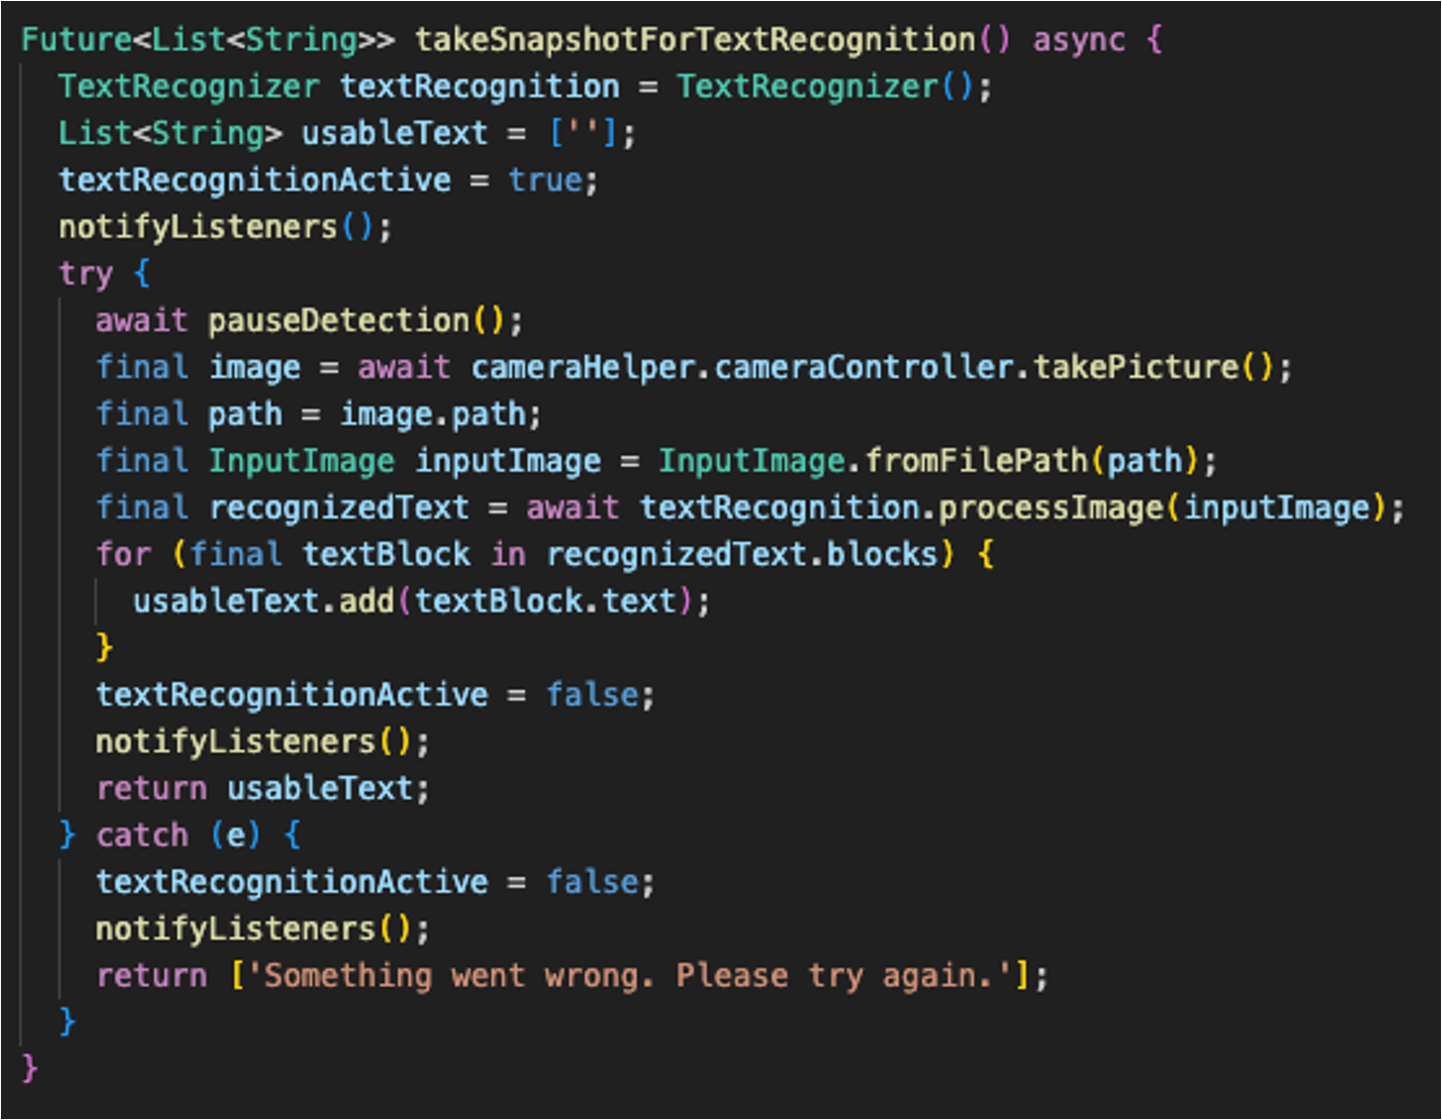 Future<List<String>> takeSnapshotForTextRecognition() async {
TextRecognizer textRecognition = TextRecognizer();
List<String> usableText = [''];
textRecognitionActive = true;
notifyListeners();
try {
await pauseDetection();
final image = await cameraHelper.cameraController.takePicture();
final path = image.path;
final InputImage inputImage = InputImage.fromFilePath(path);
final recognizedText = await textRecognition.processImage(inputImage);
for (final textBlock in recognizedText.blocks) {
usableText.add(textBlock.text);
}
textRecognitionActive = false;
notifyListeners();
return usableText;
} catch (e) {
textRecognitionActive = false;
notifyListeners();
return ['Something went wrong. Please try again.'];
}
}